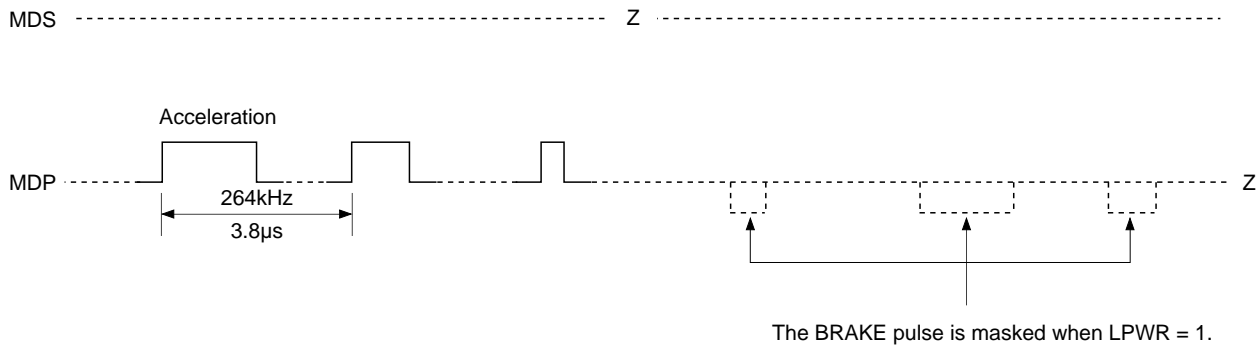 MDS Z
Acceleration
MDP Z
264kHz
3.8µs
The BRAKE pulse is masked when LPWR = 1.